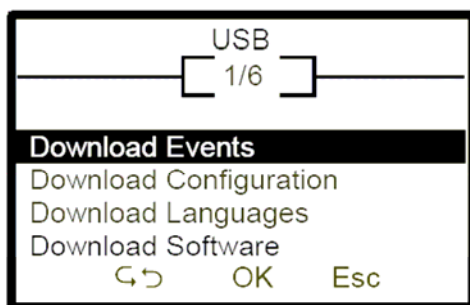 USB
1/6
Download Events
Download Configuration
Download Languages
Download Software
OK Esc